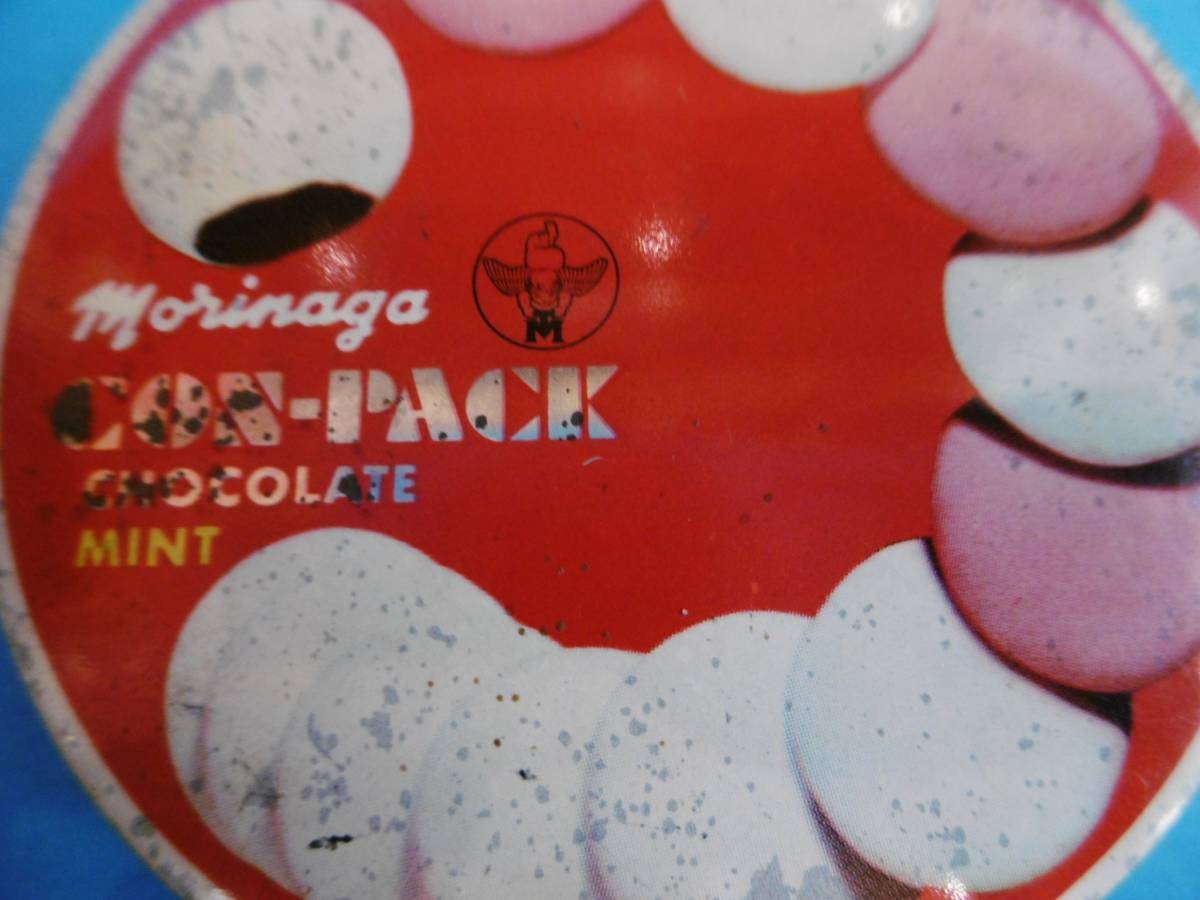 Morinaga
M
CON-PACK
CHOCOLATE
MINT